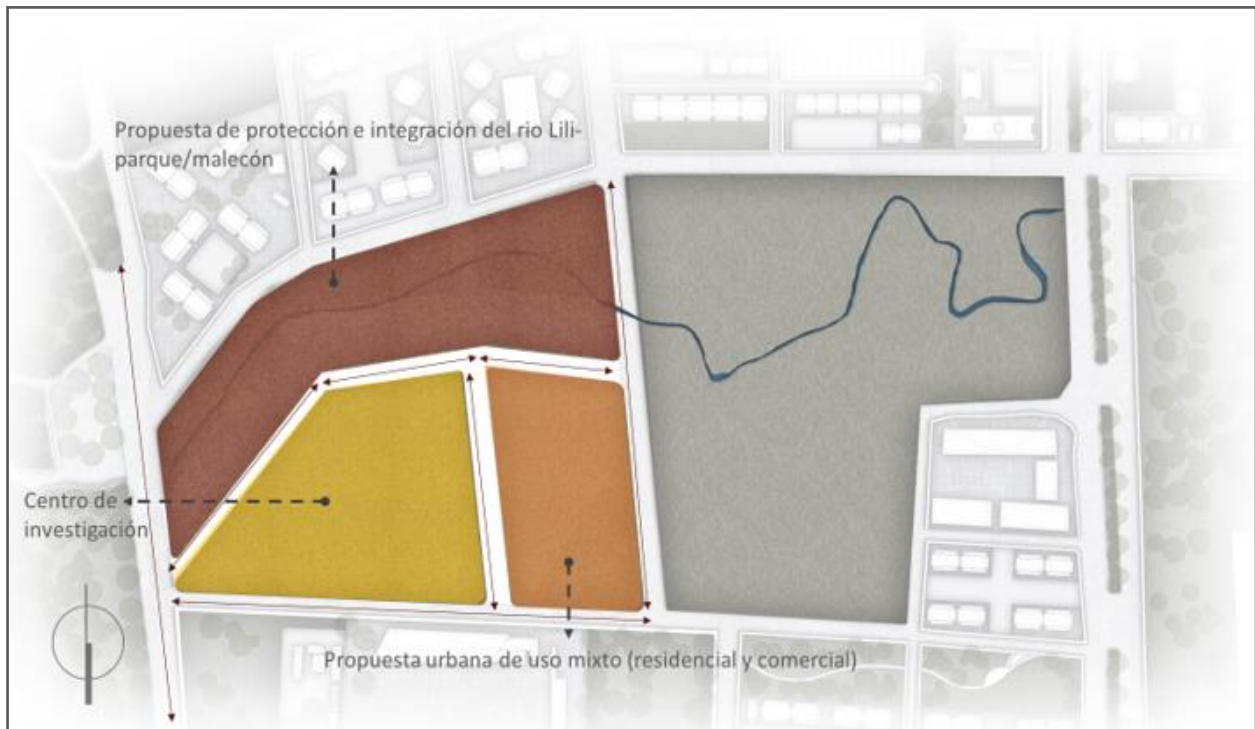 Propuesta de protección e integración del rio Lili-
parque/malecón
Centro de
investigación
Propuesta urbana de uso mixto (residencial y comercial)